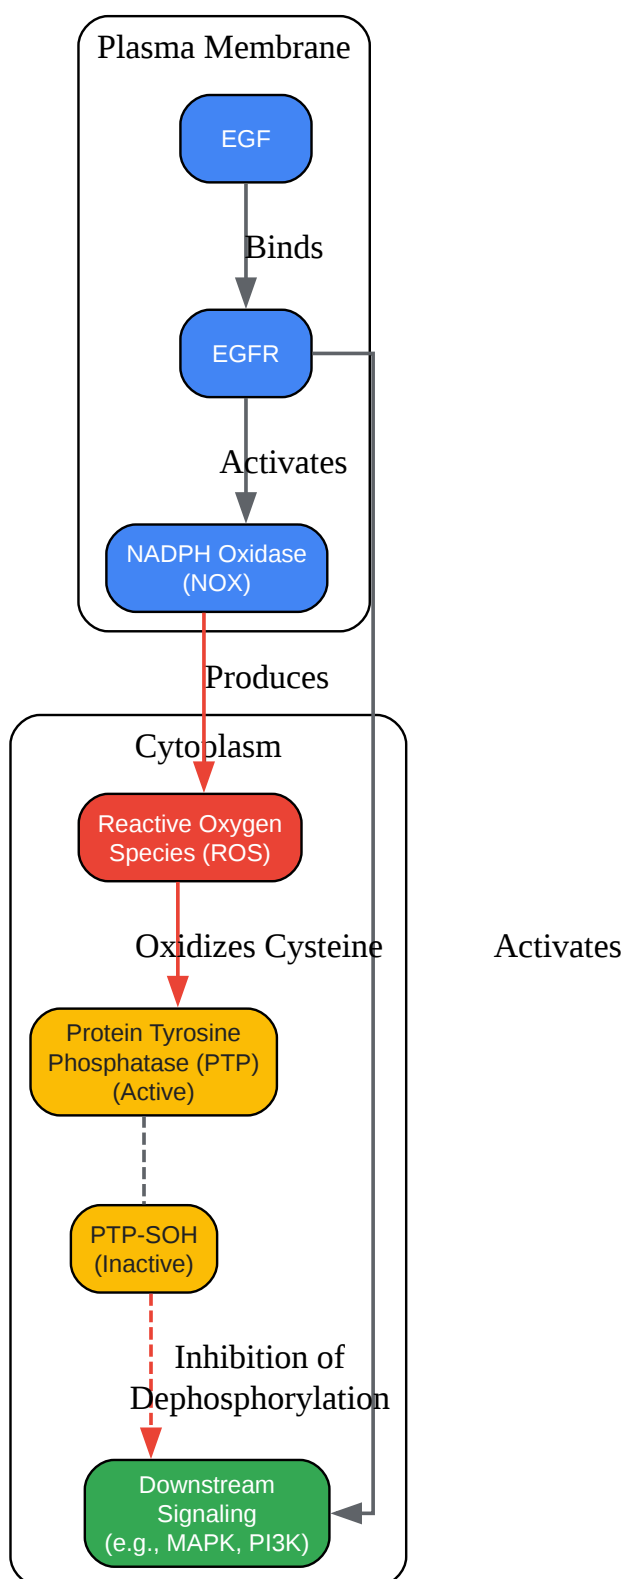 Plasma Membrane
EGF
Binds
EGFR
Activates
NADPH Oxidase
(NOX)
Produces
Cytoplasm
Reactive Oxygen
Species (ROS)
Oxidizes Cysteine
Activates
Protein Tyrosine
Phosphatase (PTP)
(Active)
PTP-SOH
(Inactive)
Inhibition of
Dephosphorylation
Downstream
Signaling
(e.g., MAPK, PI3K)